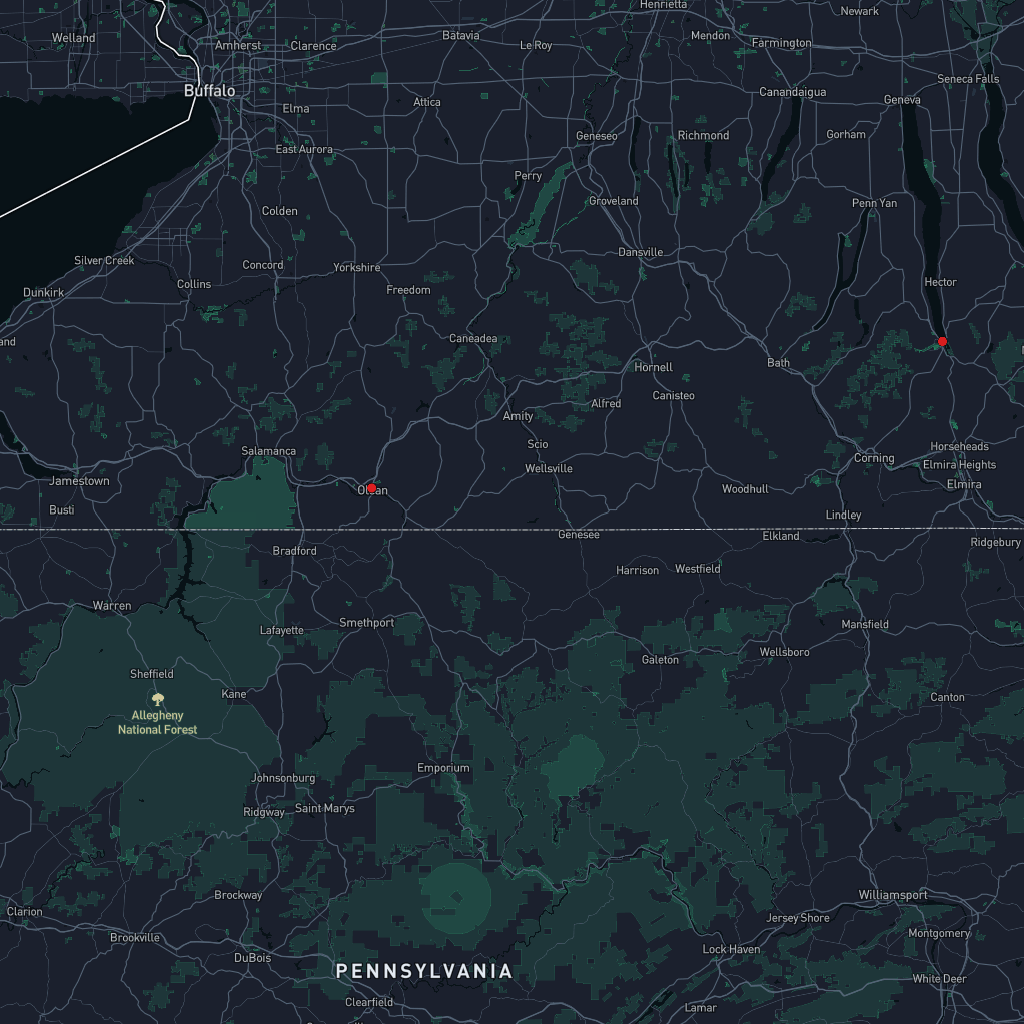 Henrietta
Newark
Welland
Amherst
Clarence
Batavia
Le Roy
Mendon
Farmington
Seneca Falls
Buffalo
Canandaigua
Geneva
Attica
Elma
Geneseo
Richmond
Gorham
East Aurora
Perry
Groveland
Penn Yan
Colden
Dansville
Silver Creek
Concord
Yorkshire
Collins
Freedom
Hector
Dunkirk
Caneadea
and
Hornell
Bath
Canisteo
Alfred
Amity
Scio
Salamanca
Horseheads
Corning
Elmira Heights
Wellsville
Jamestown
Elmira
Olean
Woodhull
Busti
Lindley
Genesee
Elkland
Ridgebury
Bradford
Harrison
Westfield
Warren
Smethport
Mansfield
Lafayette
Wellsboro
Galeton
Sheffield
Kane
Canton
Allegheny
National Forest
Emporium
Johnsonburg
Saint Marys
Ridgway
Brockway
Williamsport
Clarion
Jersey Shore
Brookville
Montgomery
Lock Haven
DuBois
PENNSYLVANIA
White Deer
Clearfield
Lamar